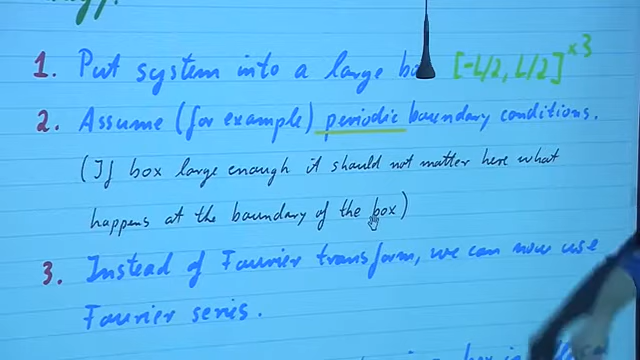 1. Put system into a large [-L/2, L/2]^{×3}
2. Assume (for example) periodic boundary conditions.
(If box large enough it should not matter here what
happens at the boundary of the box)
3. Instead of Fourier transform, we can now use
Fourier series.